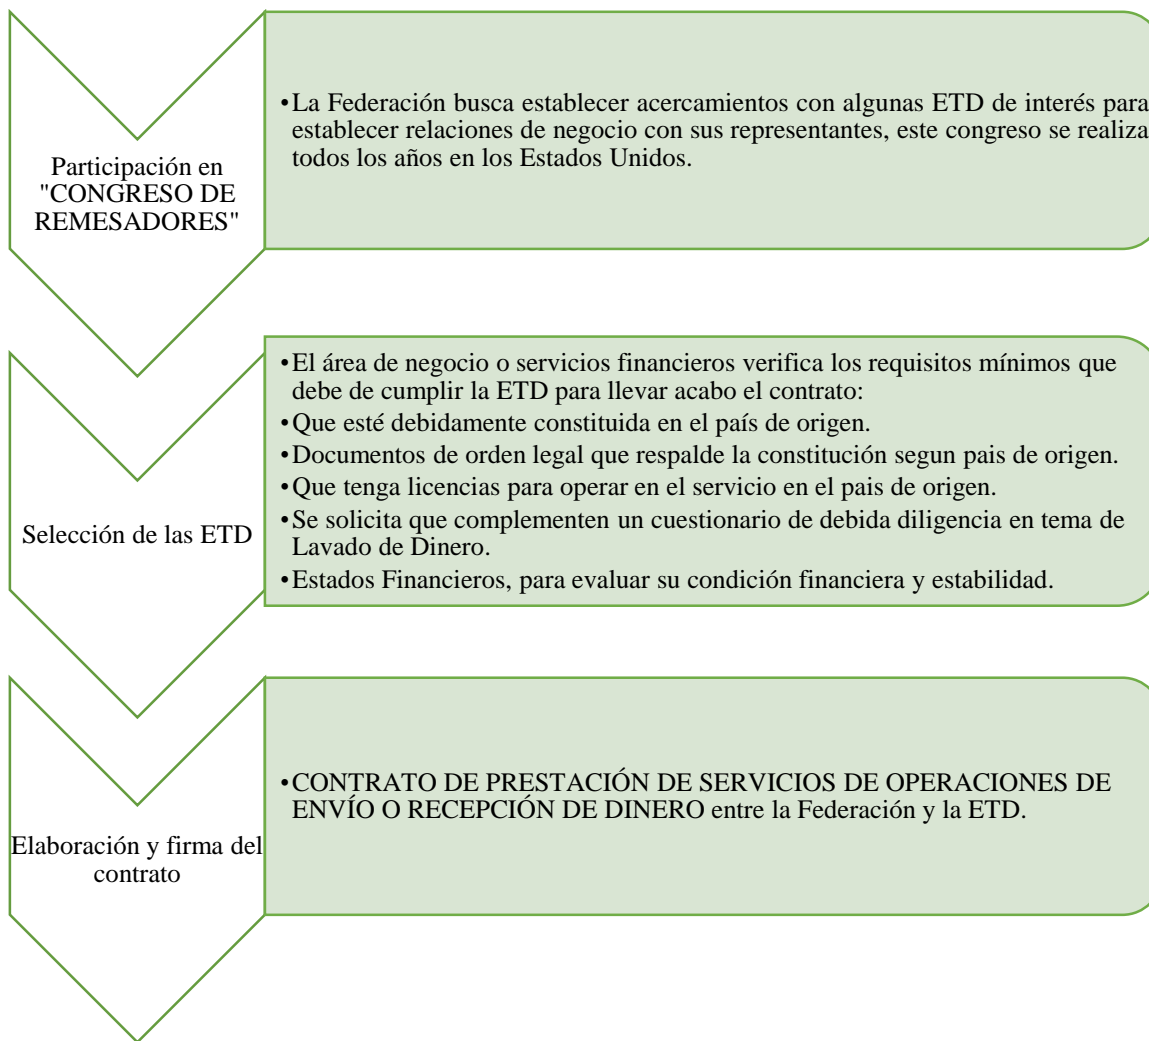 Participación en
"CONGRESO DE
REMESADORES"
•La Federación busca establecer acercamientos con algunas ETD de interés para
establecer relaciones de negocio con sus representantes, este congreso se realiza
todos los años en los Estados Unidos.
Selección de las ETD
•El área de negocio o servicios financieros verifica los requisitos mínimos que
debe de cumplir la ETD para llevar acabo el contrato:
•Que esté debidamente constituida en el país de origen.
•Documentos de orden legal que respalde la constitución segun pais de origen.
•Que tenga licencias para operar en el servicio en el pais de origen.
•Se solicita que complementen un cuestionario de debida diligencia en tema de
Lavado de Dinero.
•Estados Financieros, para evaluar su condición financiera y estabilidad.
Elaboración y firma del
contrato
•CONTRATO DE PRESTACIÓN DE SERVICIOS DE OPERACIONES DE
ENVÍO O RECEPCIÓN DE DINERO entre la Federación y la ETD.